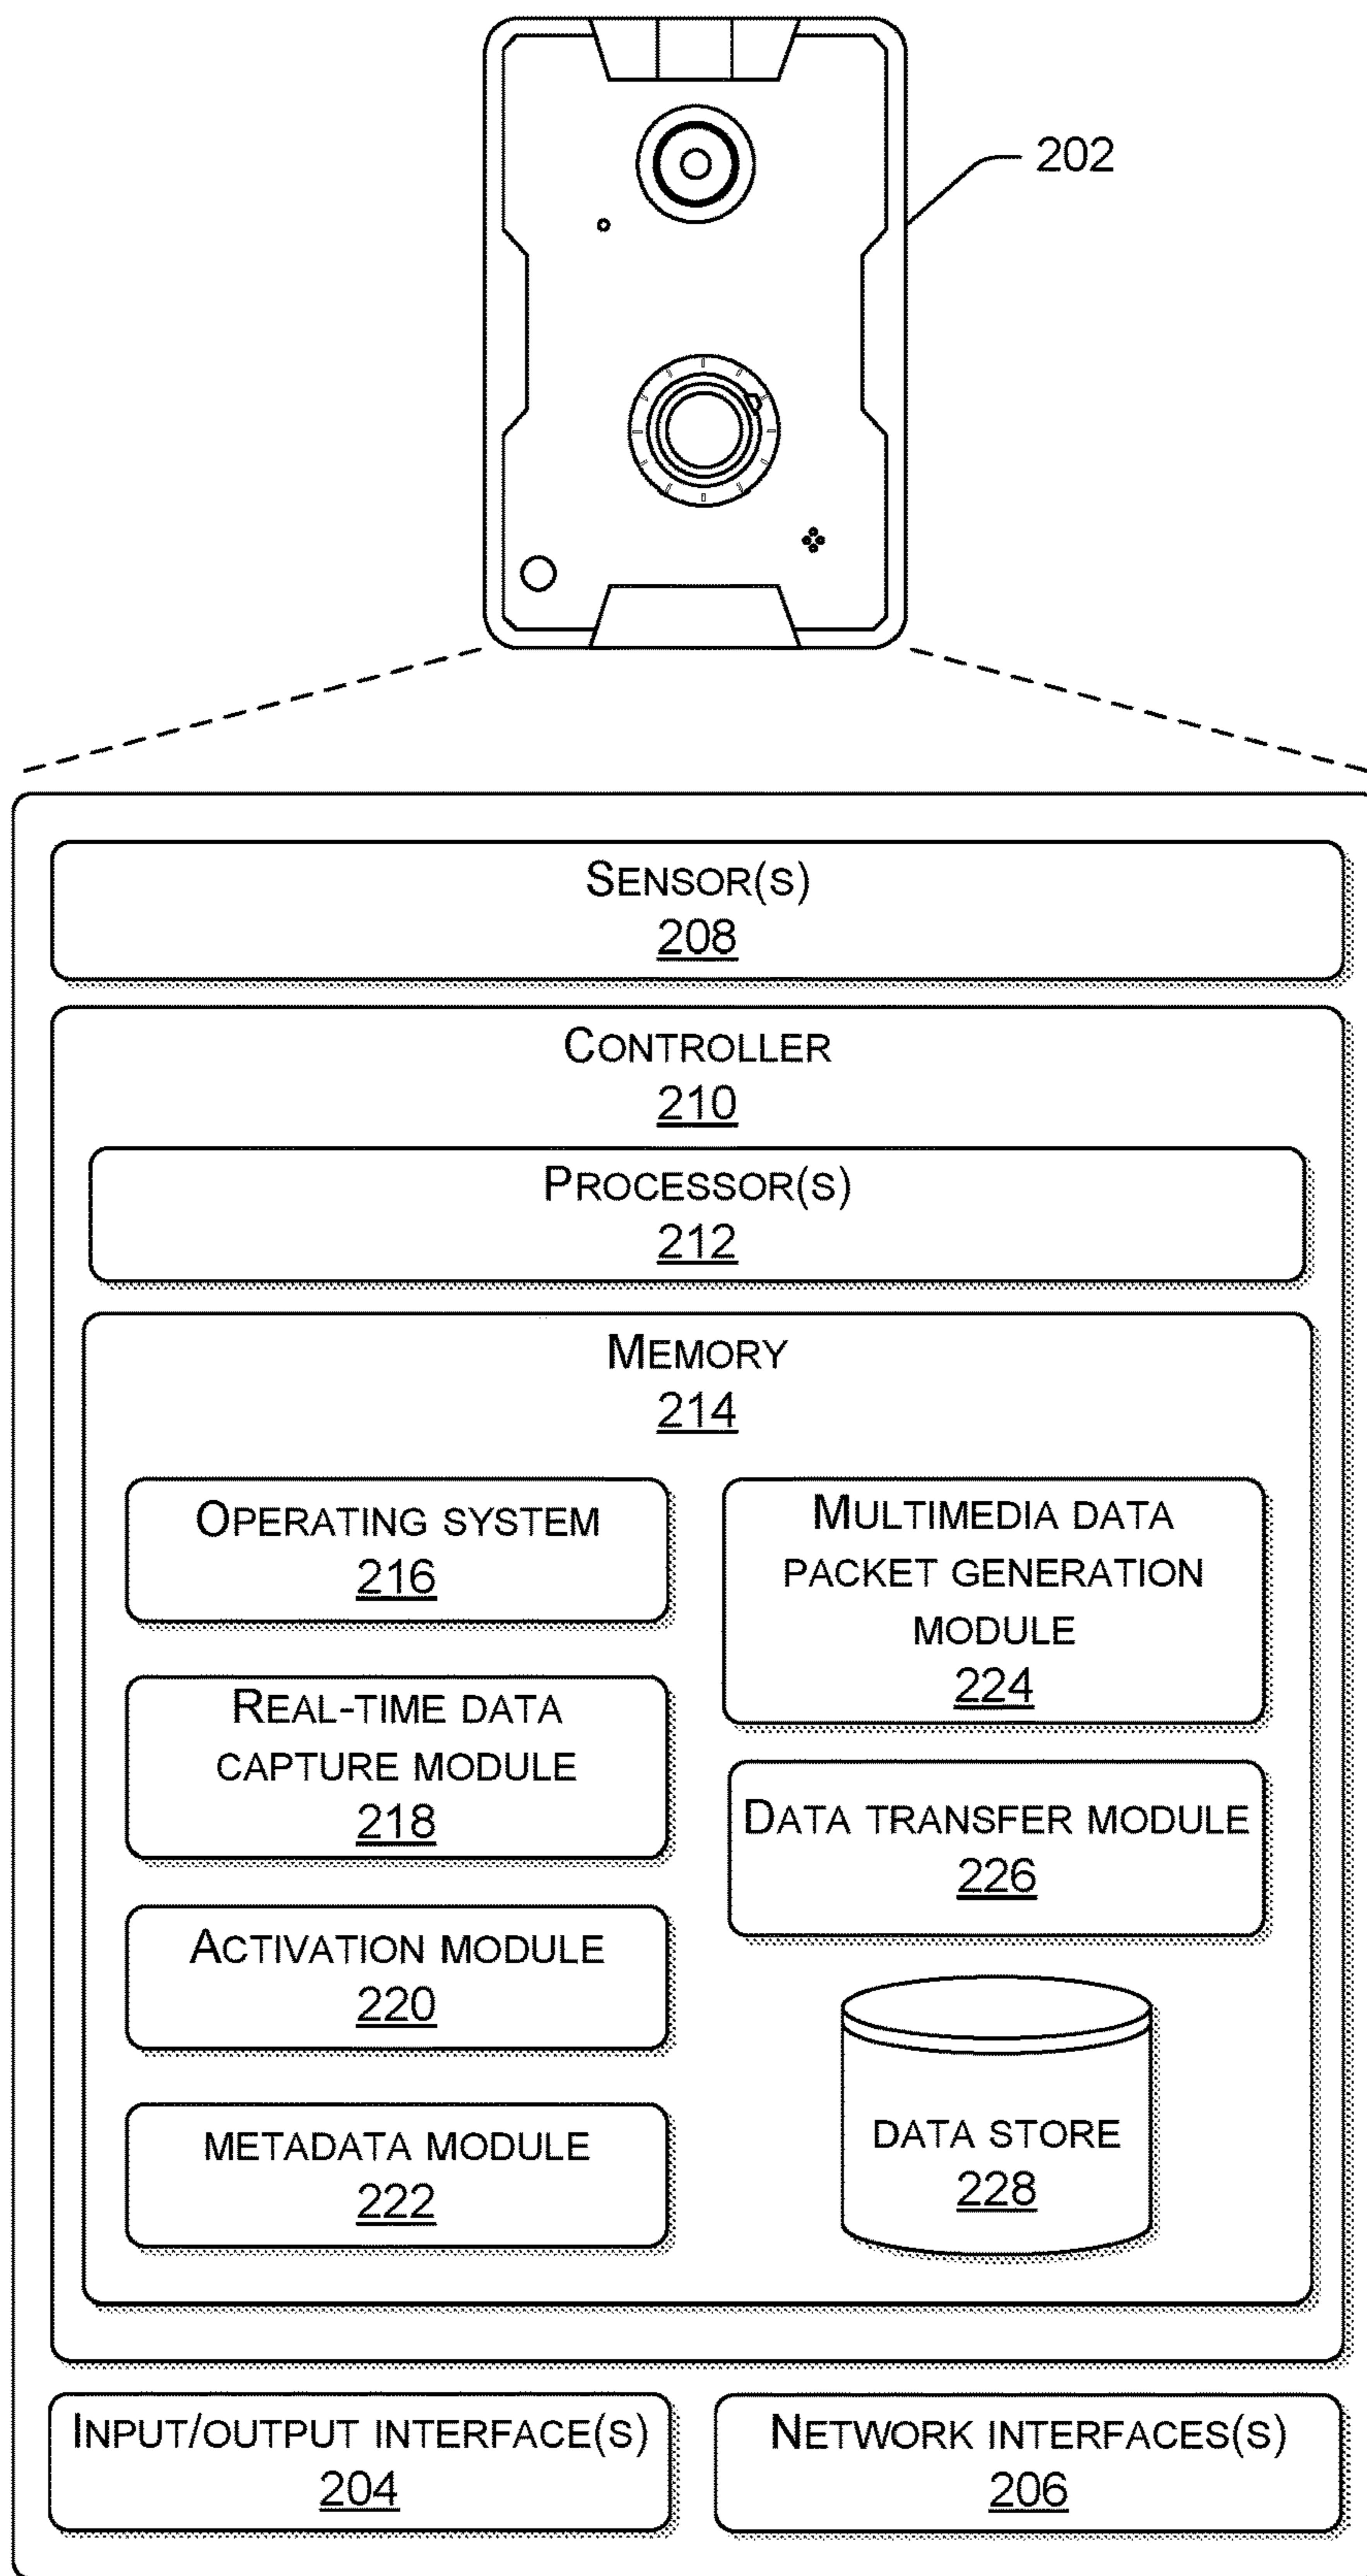 202
SENSOR(S)
208
CONTROLLER
210
PROCESSOR(S)
212
MEMORY
214
OPERATING SYSTEM
216
REAL-TIME DATA
CAPTURE MODULE
218
ACTIVATION MODULE
220
METADATA MODULE
222
MULTIMEDIA DATA
PACKET GENERATION
MODULE
224
DATA TRANSFER MODULE
226
DATA STORE
228
INPUT/OUTPUT INTERFACE(S)
204
NETWORK INTERFACES(S)
206